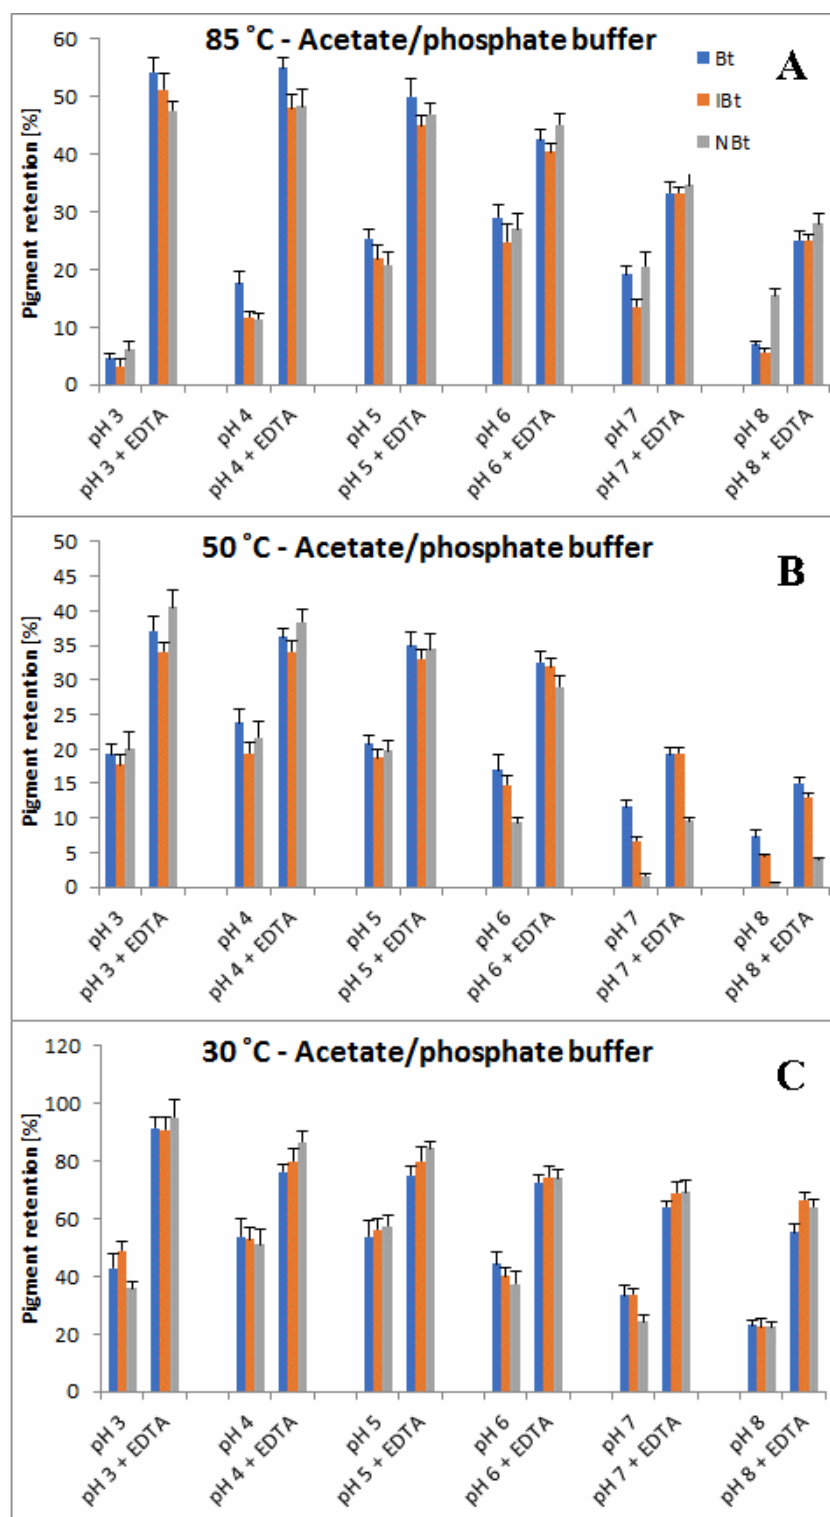 85 ˚C - Acetate/phosphate buffer
A
Bt
IBt
NBt
Pigment retention [%]
60
50
40
30
20
10
0
pH 3
pH 3 + EDTA
pH 4
pH 4 + EDTA
pH 5
pH 5 + EDTA
pH 6
pH 6 + EDTA
pH 7
pH 7 + EDTA
pH 8
pH 8 + EDTA
50 ˚C - Acetate/phosphate buffer
B
Pigment retention [%]
50
45
40
35
30
25
20
15
10
5
0
pH 3
pH 3 + EDTA
pH 4
pH 4 + EDTA
pH 5
pH 5 + EDTA
pH 6
pH 6 + EDTA
pH 7
pH 7 + EDTA
pH 8
pH 8 + EDTA
30 ˚C - Acetate/phosphate buffer
C
Pigment retention [%]
120
100
80
60
40
20
0
pH 3
pH 3 + EDTA
pH 4
pH 4 + EDTA
pH 5
pH 5 + EDTA
pH 6
pH 6 + EDTA
pH 7
pH 7 + EDTA
pH 8
pH 8 + EDTA